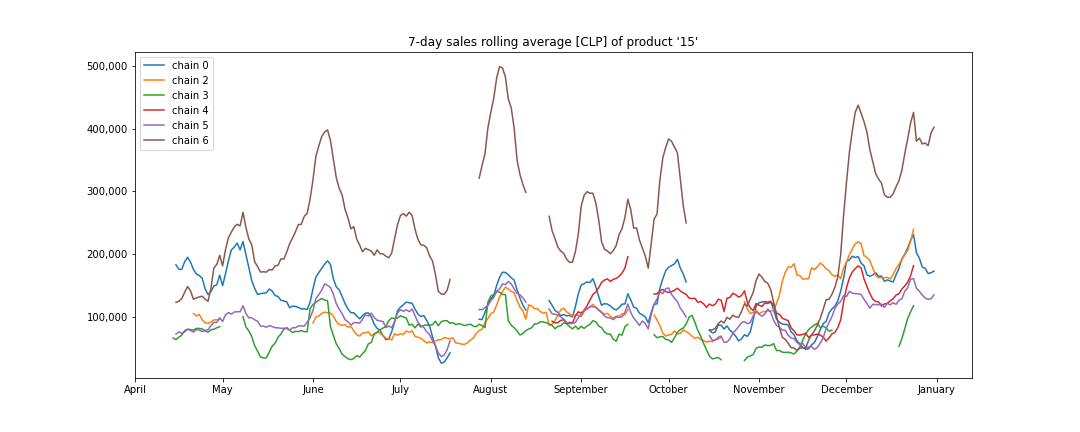 7-day sales rolling average [CLP] of product '15'
chain 0
chain 2
chain 3
chain 4
chain 5
chain 6
500,000
400,000
300,000
200,000
100,000
April May June July August September October November December January